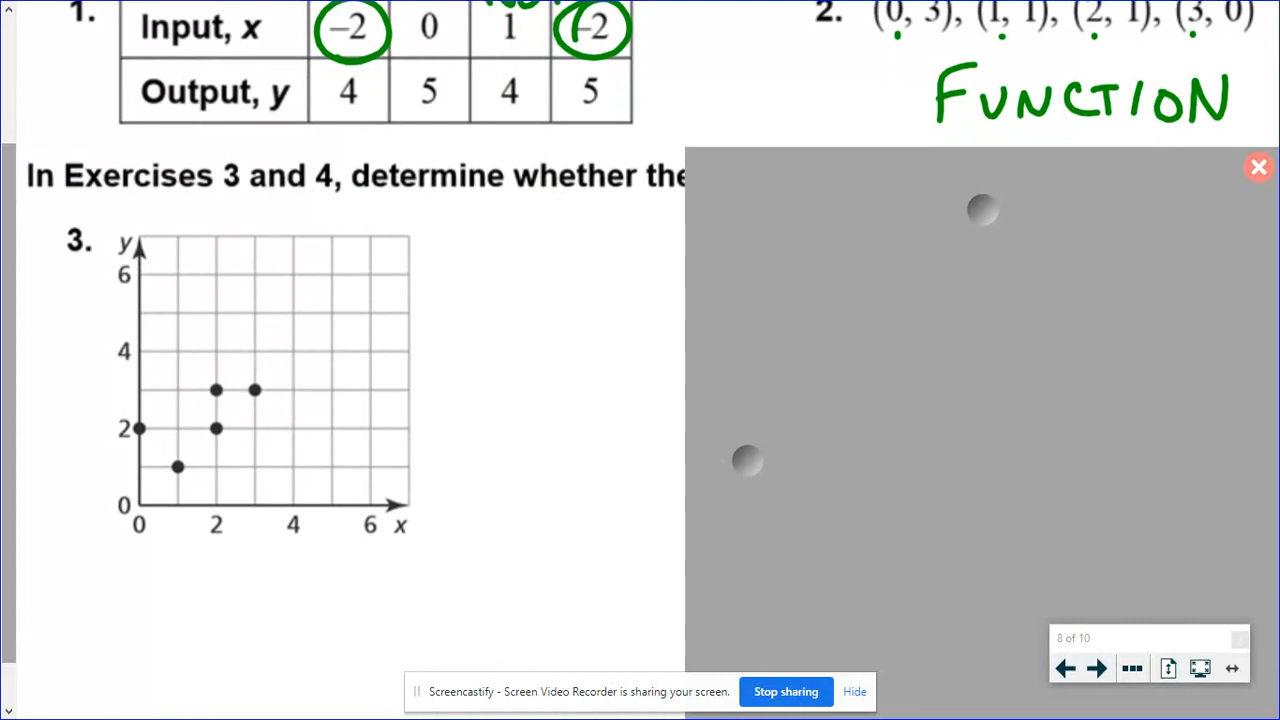 1.
Input, x –2 0 1 –2
Output, y 4 5 4 5
2. (0, 3), (1, 1), (2, 1), (3, 0)
FUNCTION
In Exercises 3 and 4, determine whether the
3.
y
6
4
2
0
0 2 4 6 x
8 of 10
Screencastify - Screen Video Recorder is sharing your screen. Stop sharing Hide